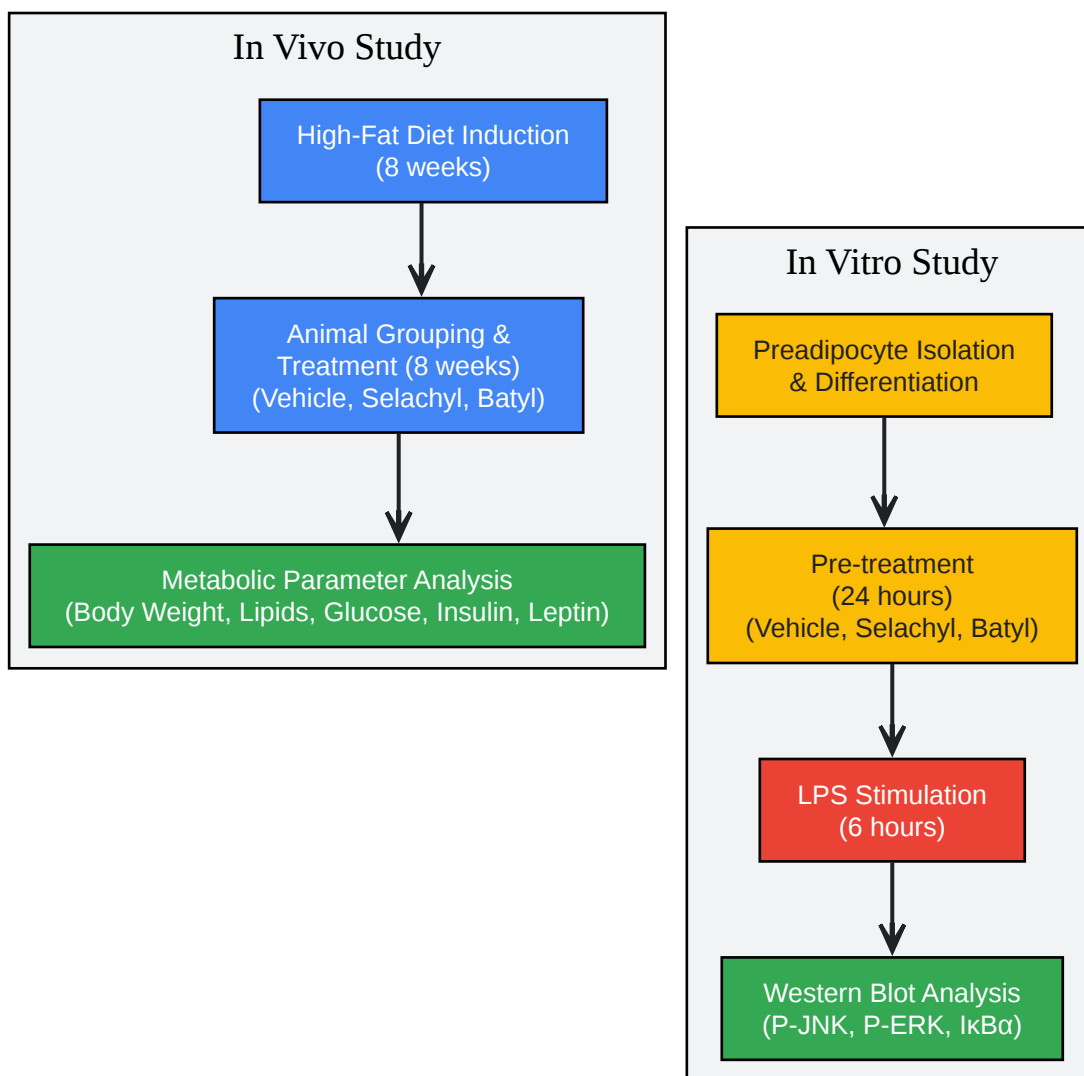 In Vivo Study
High-Fat Diet Induction
(8 weeks)
Animal Grouping &
Treatment (8 weeks)
(Vehicle, Selachyl, Batyl)
Metabolic Parameter Analysis
(Body Weight, Lipids, Glucose, Insulin, Leptin)
In Vitro Study
Preadipocyte Isolation
& Differentiation
Pre-treatment
(24 hours)
(Vehicle, Selachyl, Batyl)
LPS Stimulation
(6 hours)
Western Blot Analysis
(P-JNK, P-ERK, IκBα)